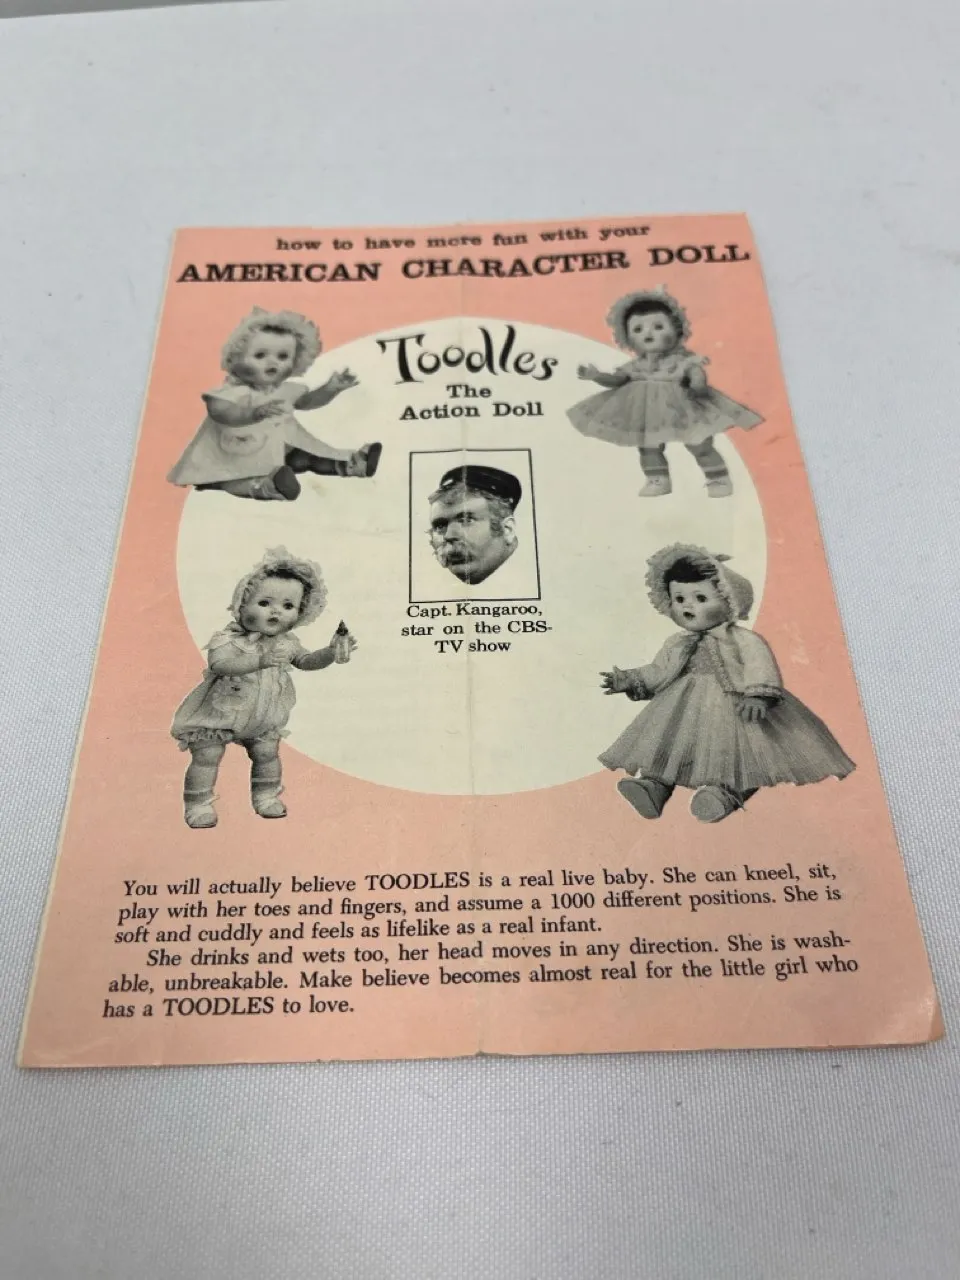 how to have more fun with your
AMERICAN CHARACTER DOLL
Toodles
The
Action Doll
Capt. Kangaroo,
star on the CBS-
TV show
You will actually believe TOODLES is a real live baby. She can kneel, sit,
play with her toes and fingers, and assume a 1000 different positions. She is
soft and cuddly and feels as lifelike as a real infant.
She drinks and wets too, her head moves in any direction. She is wash-
able, unbreakable. Make believe becomes almost real for the little girl who
has a TOODLES to love.